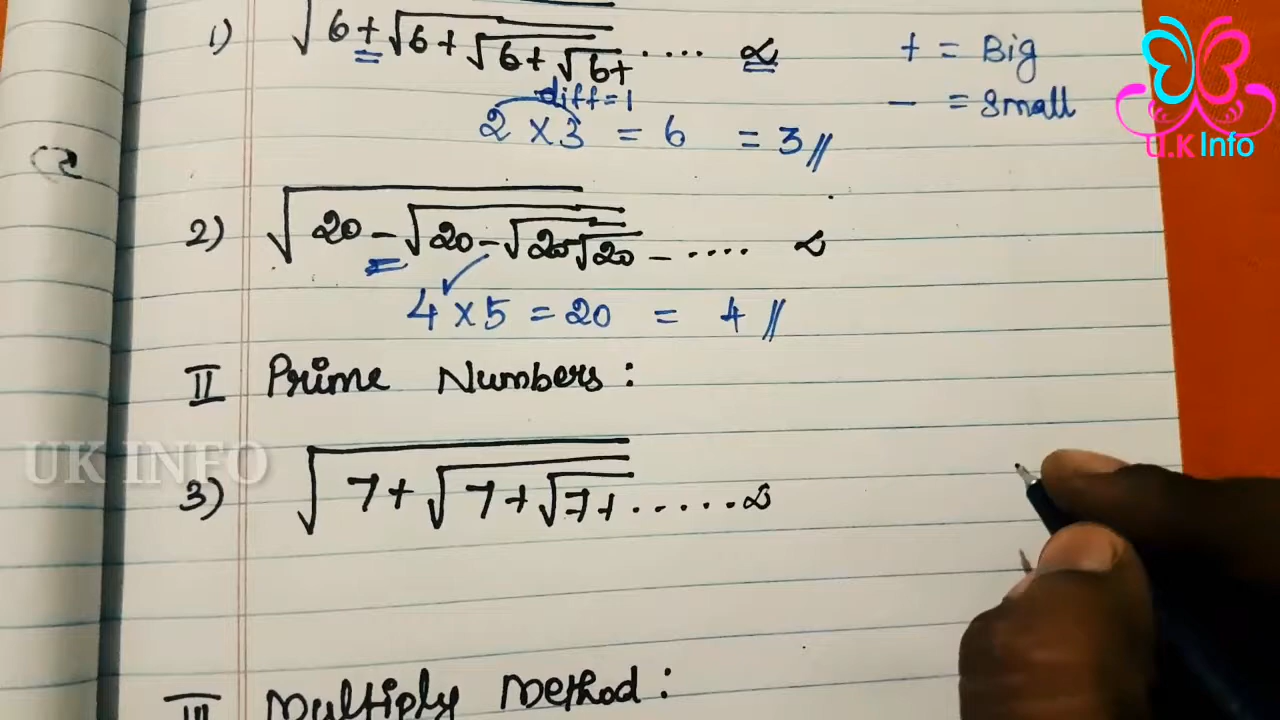 1) √6+√6+√6+√6+ .... ∝ + = Big
diff=1 - = Small
2 × 3 = 6 = 3 //
U.K Info
2) √20-√20-√20-√20- .... ∝
4 × 5 = 20 = 4 //
II Prime Numbers :
UK INFO
3) √7+√7+√7+ ..... ∝
III Multiply Method :